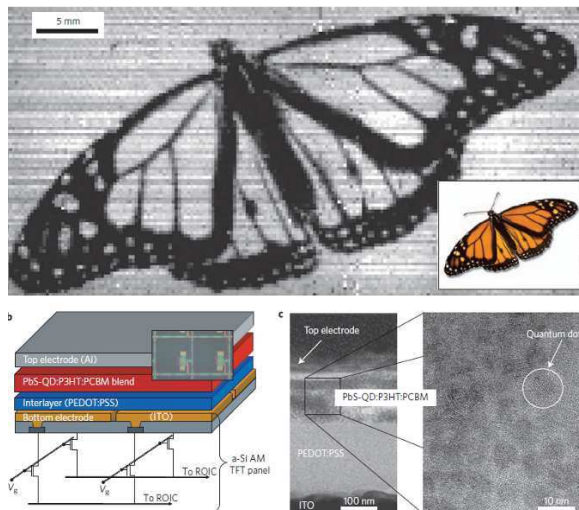 5 mm
b
Top electrode (Al)
PbS-QD:P3HT:PCBM blend
Interlayer (PEDOT:PSS)
Bottom electrode
(ITO)
a-Si AM
TFT panel
To ROIC
To ROIC
Vg
Vg
c
Top electrode
PbS-QD:P3HT:PCBM
PEDOT:PSS
ITO
100 nm
Quantum dot
10 nm